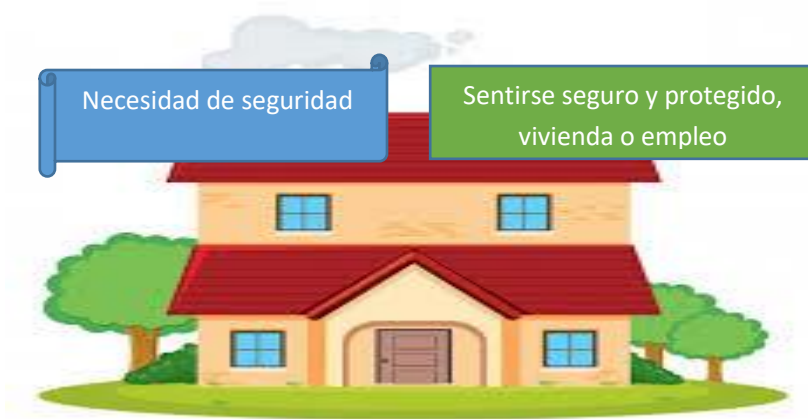 Necesidad de seguridad
Sentirse seguro y protegido,
vivienda o empleo